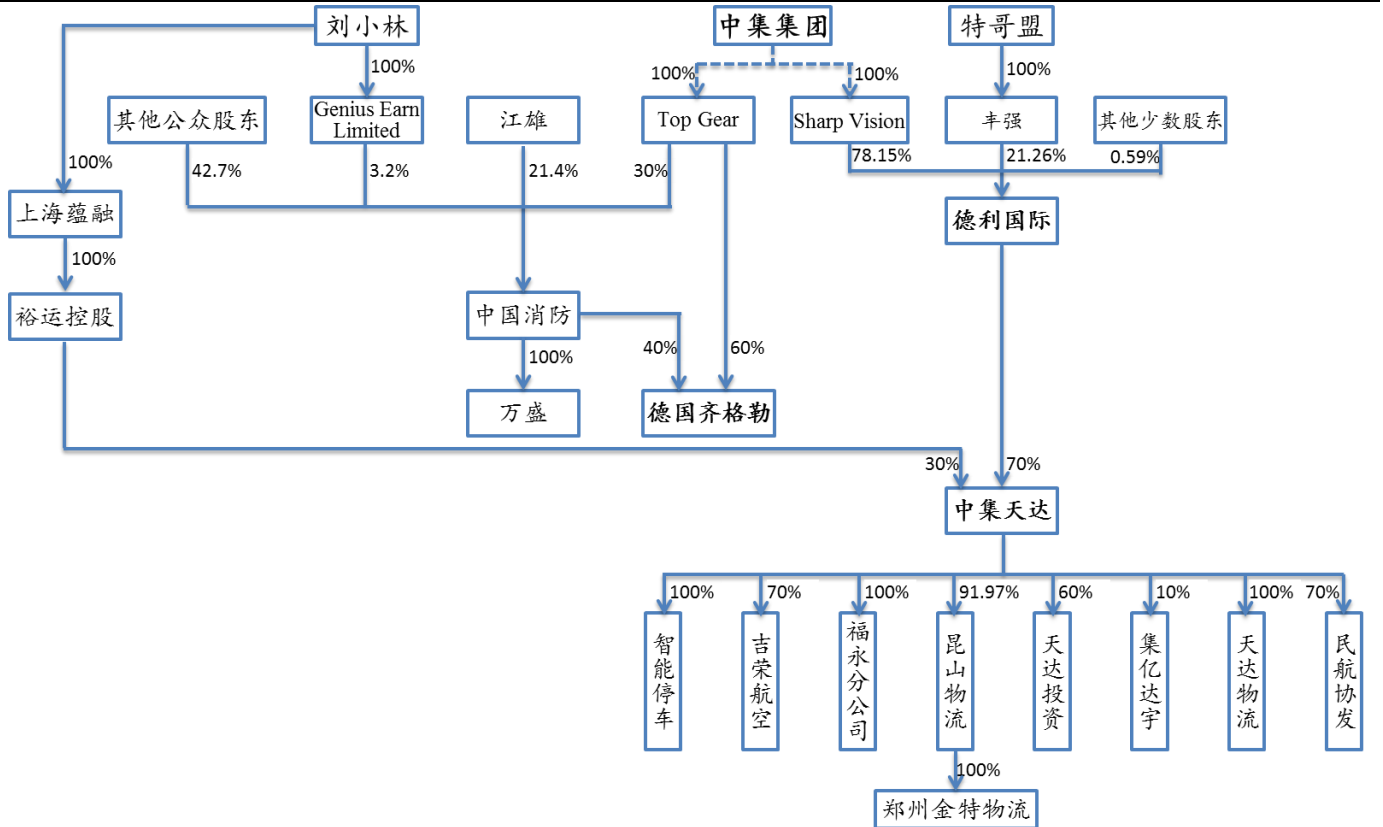 刘小林
中集集团
特哥盟
100%
100%
100%
100%
其他公众股东
Genius Earn
Limited
江雄
Top Gear
Sharp Vision
丰强
其他少数股东
100%
42.7%
3.2%
21.4%
30%
78.15%
21.26%
0.59%
上海蕴融
德利国际
100%
裕运控股
中国消防
100%
40%
60%
万盛
德国齐格勒
30%
70%
中集天达
100%
70%
100%
91.97%
60%
10%
100%
70%
智能停车
吉荣航空
福永分公司
昆山物流
天达投资
集亿达宇
天达物流
民航协发
100%
郑州金特物流